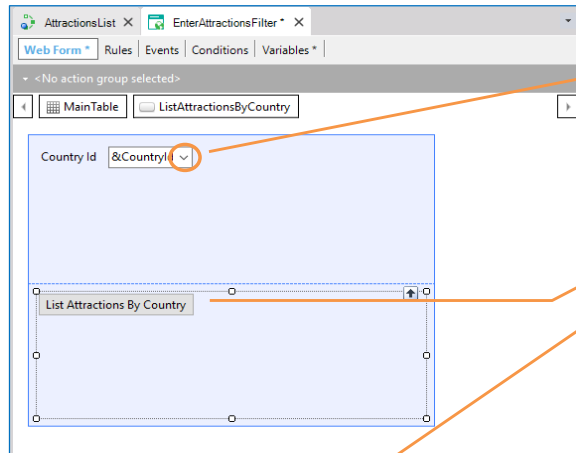 AttractionsList X EnterAttractionsFilter * X
Web Form * Rules Events Conditions Variables *
<No action group selected>
MainTable ListAttractionsByCountry
Country Id &CountryId
List Attractions By Country